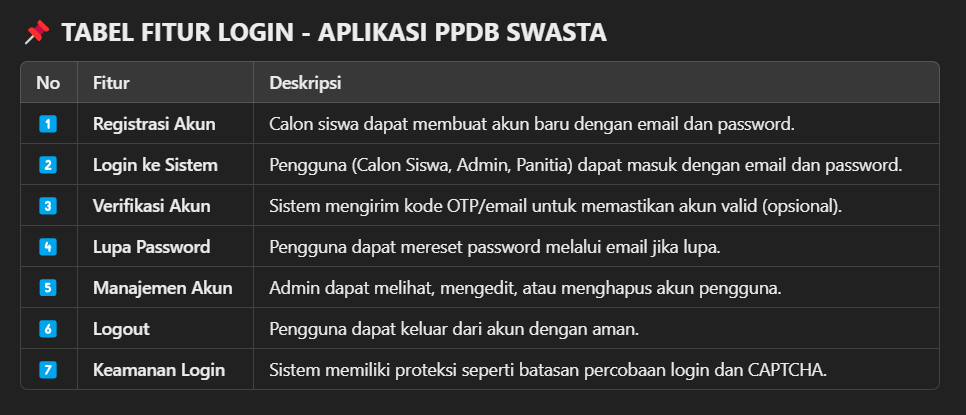 📌 TABEL FITUR LOGIN - APLIKASI PPDB SWASTA
No Fitur Deskripsi
1 Registrasi Akun Calon siswa dapat membuat akun baru dengan email dan password.
2 Login ke Sistem Pengguna (Calon Siswa, Admin, Panitia) dapat masuk dengan email dan password.
3 Verifikasi Akun Sistem mengirim kode OTP/email untuk memastikan akun valid (opsional).
4 Lupa Password Pengguna dapat mereset password melalui email jika lupa.
5 Manajemen Akun Admin dapat melihat, mengedit, atau menghapus akun pengguna.
6 Logout Pengguna dapat keluar dari akun dengan aman.
7 Keamanan Login Sistem memiliki proteksi seperti batasan percobaan login dan CAPTCHA.